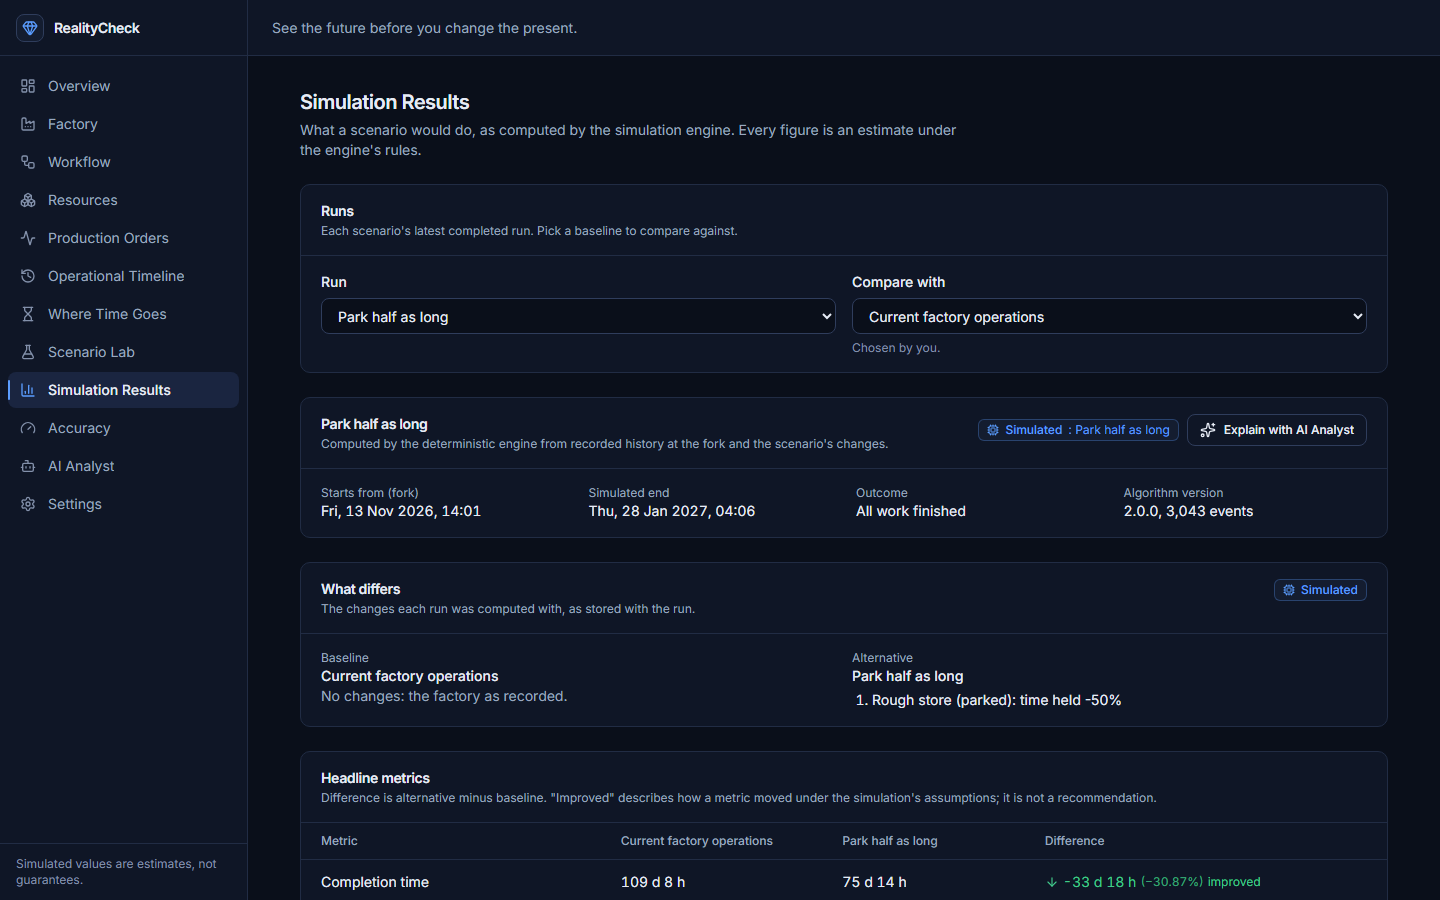 RealityCheck
See the future before you change the present.
Overview
Factory
Workflow
Resources
Production Orders
Operational Timeline
Where Time Goes
Scenario Lab
Simulation Results
Accuracy
AI Analyst
Settings
Simulated values are estimates, not
guarantees.
Simulation Results
What a scenario would do, as computed by the simulation engine. Every figure is an estimate under
the engine's rules.
Runs
Each scenario's latest completed run. Pick a baseline to compare against.
Run
Compare with
Park half as long
Current factory operations
Chosen by you.
Park half as long
Computed by the deterministic engine from recorded history at the fork and the scenario's changes.
Simulated : Park half as long
Explain with AI Analyst
Starts from (fork)
Fri, 13 Nov 2026, 14:01
Simulated end
Thu, 28 Jan 2027, 04:06
Outcome
All work finished
Algorithm version
2.0.0, 3,043 events
What differs
The changes each run was computed with, as stored with the run.
Simulated
Baseline
Current factory operations
No changes: the factory as recorded.
Alternative
Park half as long
1. Rough store (parked): time held -50%
Headline metrics
Difference is alternative minus baseline. "Improved" describes how a metric moved under the simulation's assumptions; it is not a recommendation.
Metric Current factory operations Park half as long Difference
Completion time 109 d 8 h 75 d 14 h ↓ -33 d 18 h (−30.87%) improved